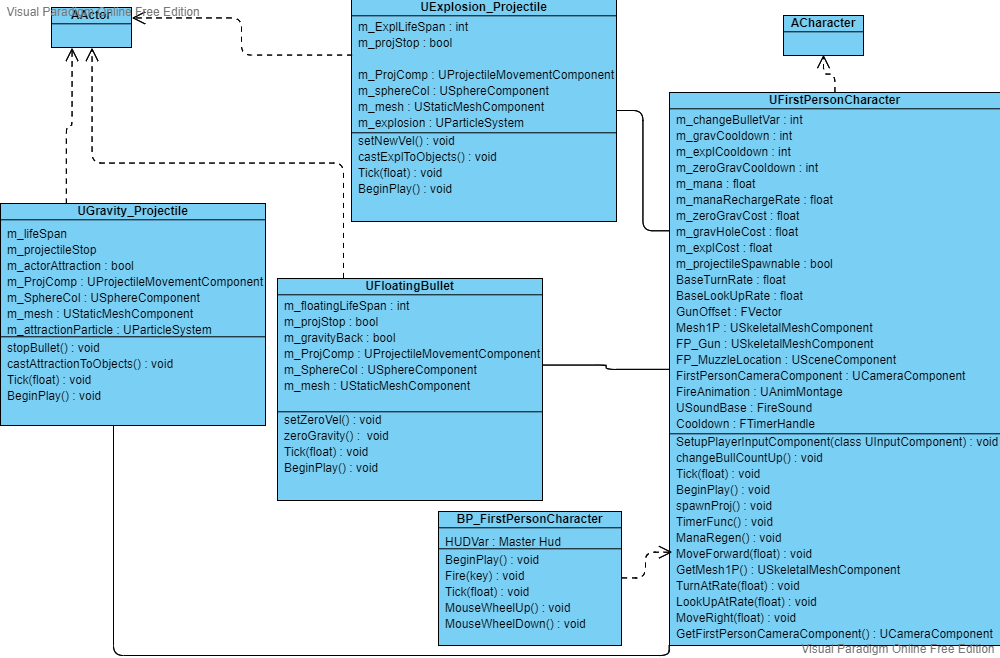 Visual Paradigm Online Free Edition
AActor
UExplosion_Projectile
m_ExplLifeSpan : int
m_projStop : bool
m_ProjComp : UProjectileMovementComponent
m_sphereCol : USphereComponent
m_mesh : UStaticMeshComponent
m_explosion : UParticleSystem
setNewVel() : void
castExplToObjects() : void
Tick(float) : void
BeginPlay() : void
ACharacter
UFirstPersonCharacter
m_changeBulletVar : int
m_gravCooldown : int
m_explCooldown : int
m_zeroGravCooldown : int
m_mana : float
m_manaRechargeRate : float
m_zeroGravCost : float
m_gravHoleCost : float
m_explCost : float
m_projectileSpawnable : bool
BaseTurnRate : float
BaseLookUpRate : float
GunOffset : FVector
Mesh1P : USkeletalMeshComponent
FP_Gun : USkeletalMeshComponent
FP_MuzzleLocation : USceneComponent
FirstPersonCameraComponent : UCameraComponent
FireAnimation : UAnimMontage
USoundBase : FireSound
Cooldown : FTimerHandle
SetupPlayerInputComponent(class UInputComponent) : void
changeBullCountUp() : void
Tick(float) : void
BeginPlay() : void
spawnProj() : void
TimerFunc() : void
ManaRegen() : void
MoveForward(float) : void
GetMesh1P() : USkeletalMeshComponent
TurnAtRate(float) : void
LookUpAtRate(float) : void
MoveRight(float) : void
GetFirstPersonCameraComponent() : UCameraComponent
UGravity_Projectile
m_lifeSpan
m_projectileStop
m_actorAttraction : bool
m_ProjComp : UProjectileMovementComponent
m_SphereCol : USphereComponent
m_mesh : UStaticMeshComponent
m_attractionParticle : UParticleSystem
stopBullet() : void
castAttractionToObjects() : void
Tick(float) : void
BeginPlay() : void
UFloatingBullet
m_floatingLifeSpan : int
m_projStop : bool
m_gravityBack : bool
m_ProjComp : UProjectileMovementComponent
m_SphereCol : USphereComponent
m_mesh : UStaticMeshComponent
setZeroVel() : void
zeroGravity() : void
Tick(float) : void
BeginPlay() : void
BP_FirstPersonCharacter
HUDVar : Master Hud
BeginPlay() : void
Fire(key) : void
Tick(float) : void
MouseWheelUp() : void
MouseWheelDown() : void
Visual Paradigm Online Free Edition